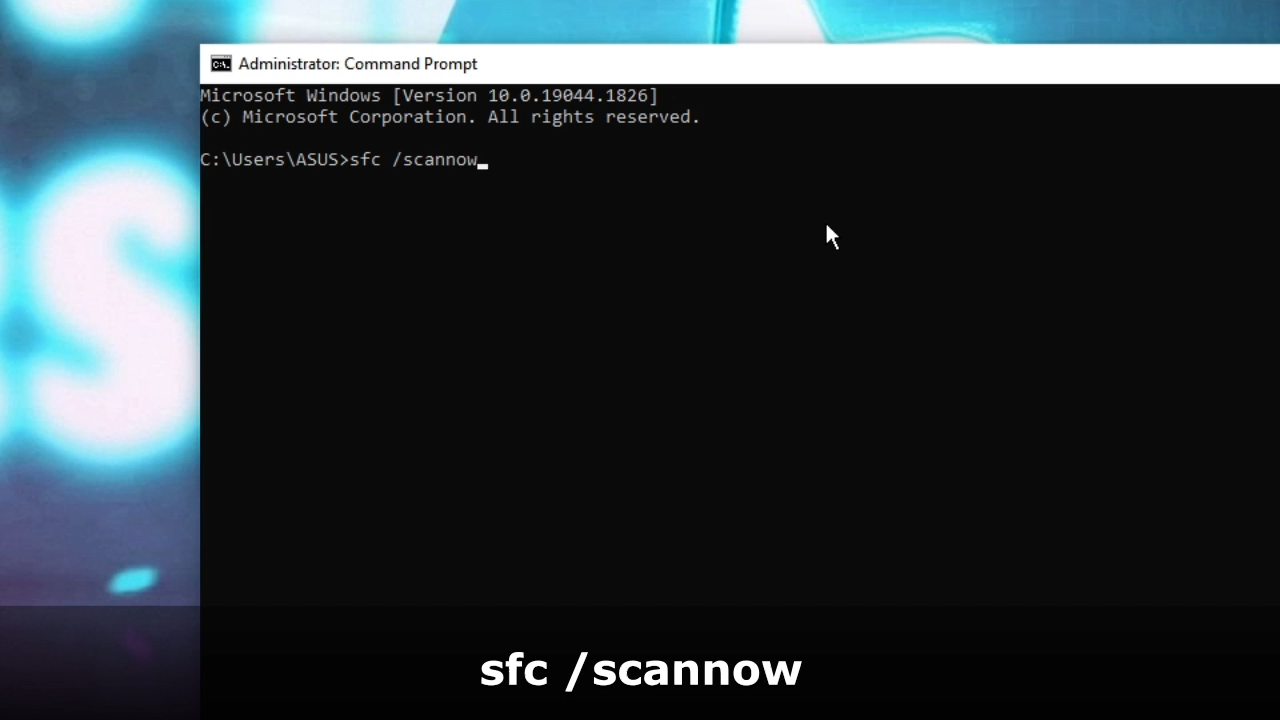 Administrator: Command Prompt
Microsoft Windows [Version 10.0.19044.1826]
(c) Microsoft Corporation. All rights reserved.
C:\Users\ASUS>sfc /scannow
sfc /scannow